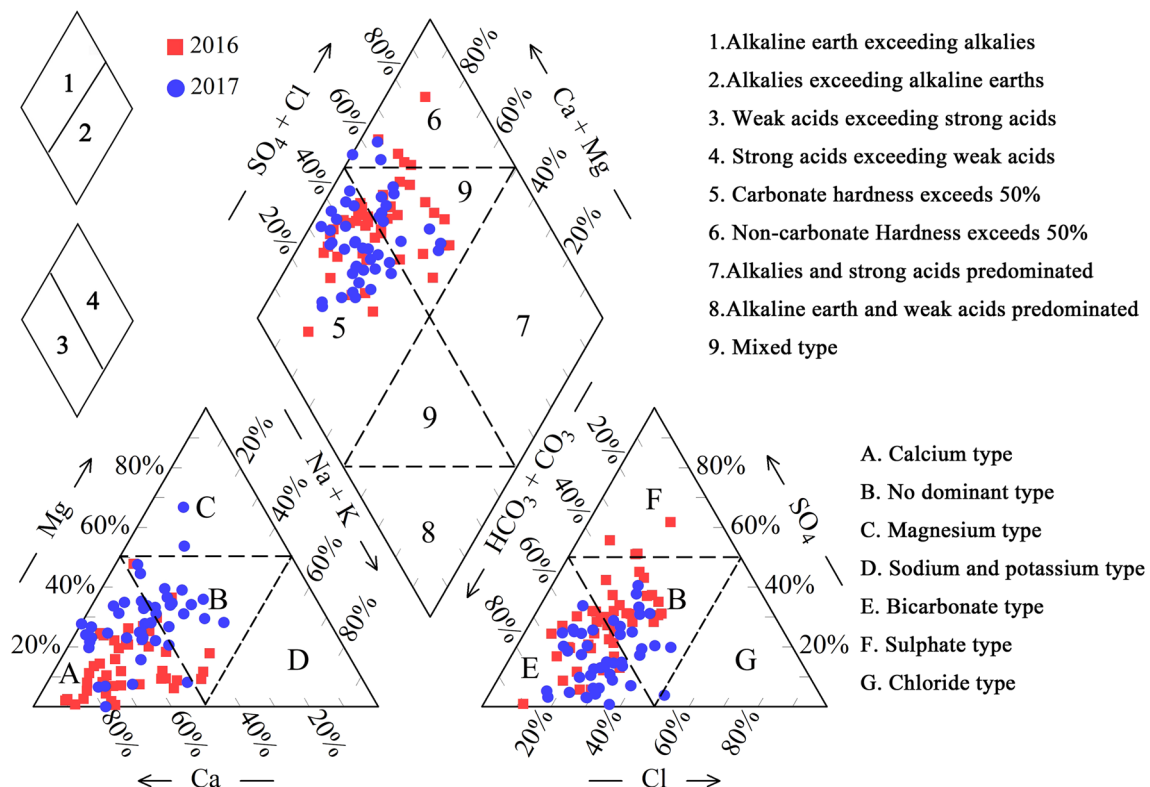 1
2
4
3
2016
2017
80%
60%
40%
20%
SO₄ + Cl
80%
60%
40%
20%
Ca + Mg
6
9
5
7
9
8
Na + K
HCO₃ + CO₃
1.Alkaline earth exceeding alkalies
2.Alkalies exceeding alkaline earths
3. Weak acids exceeding strong acids
4. Strong acids exceeding weak acids
5. Carbonate hardness exceeds 50%
6. Non-carbonate Hardness exceeds 50%
7.Alkalies and strong acids predominated
8.Alkaline earth and weak acids predominated
9. Mixed type
Mg
80%
60%
40%
20%
20%
40%
60%
80%
C
B
A
D
80%
60%
40%
20%
Ca
20%
40%
60%
80%
SO₄
80%
60%
40%
20%
F
B
E
G
20%
40%
60%
80%
Cl
A. Calcium type
B. No dominant type
C. Magnesium type
D. Sodium and potassium type
E. Bicarbonate type
F. Sulphate type
G. Chloride type